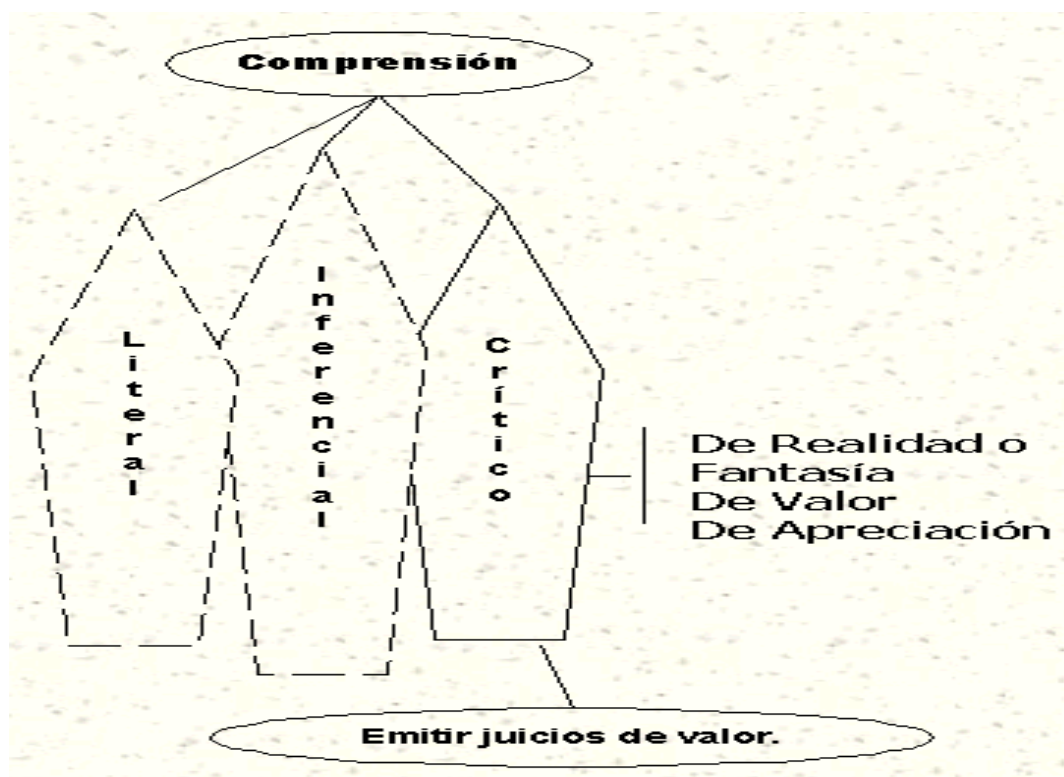 Comprensión
Literal
Inferencial
Crítico
De Realidad o
Fantasía
De Valor
De Apreciación
Emitir juicios de valor.